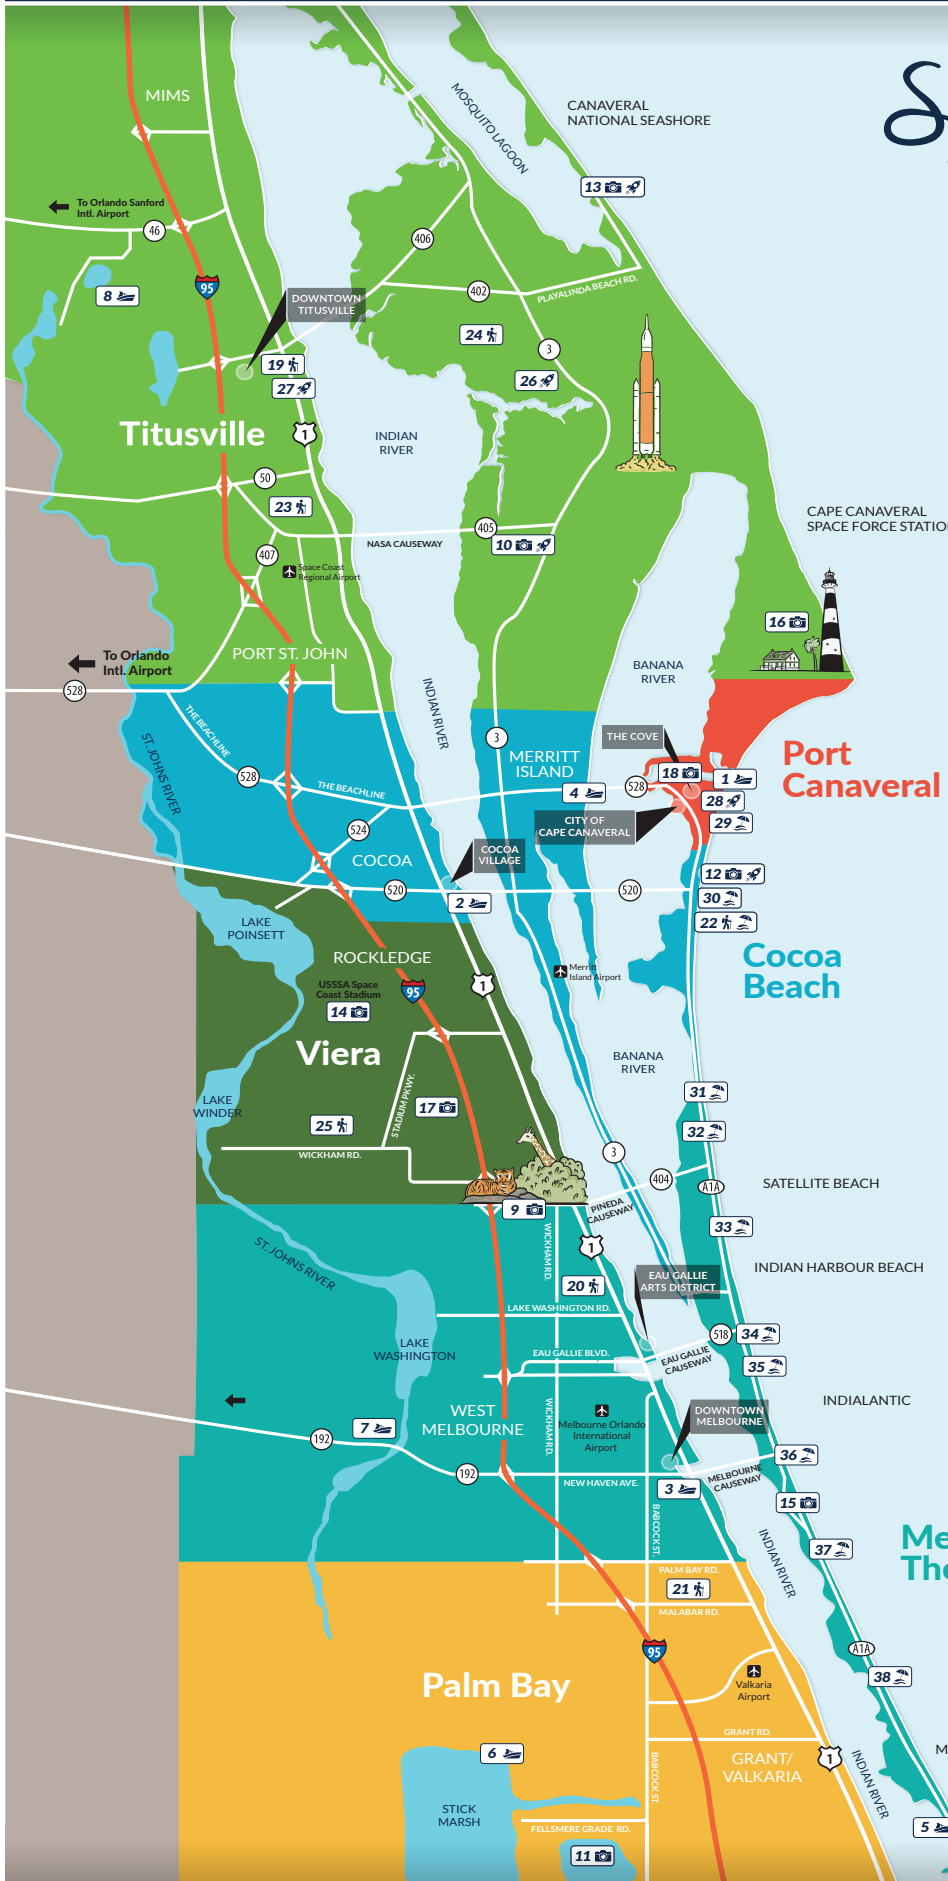 MIMS
MOSQUITO LAGOON
CANAVERAL
NATIONAL SEASHORE
13
To Orlando Sanford
Intl. Airport
46
406
95
8
DOWNTOWN
TITUSVILLE
402
PLAYALINDA BEACH RD.
24
3
19
26
27
Titusville
1
INDIAN
RIVER
50
23
CAPE CANAVERAL
SPACE FORCE STATIO
405
NASA CAUSEWAY
10
407
Space Coast
Regional Airport
16
PORT ST. JOHN
To Orlando
Intl. Airport
528
BANANA
RIVER
INDIAN RIVER
THE BEACHLINE
ST. JOHNS RIVER
3
THE COVE
MERRITT
ISLAND
Port
Canaveral
528
THE BEACHLINE
4
528
18
1
28
29
CITY OF
CAPE CANAVERAL
524
COCOA
COCOA
VILLAGE
12
520
520
2
30
22
LAKE
POINSETT
ROCKLEDGE
Cocoa
Beach
USSSA Space
Coast Stadium
14
95
1
Merritt
Island Airport
Viera
BANANA
RIVER
LAKE
WINDER
STADIUM PKWY.
17
31
25
32
WICKHAM RD.
3
404
A1A
SATELLITE BEACH
9
PINEDA
CAUSEWAY
33
ST. JOHNS RIVER
WICKHAM RD.
1
INDIAN HARBOUR BEACH
20
EAU GALLIE
ARTS DISTRICT
LAKE WASHINGTON RD.
LAKE
WASHINGTON
EAU GALLIE BLVD.
518
34
EAU GALLIE
CAUSEWAY
35
INDIALANTIC
WEST
MELBOURNE
WICKHAM RD.
Melbourne Orlando
International
Airport
DOWNTOWN
MELBOURNE
7
192
192
NEW HAVEN AVE.
MELBOURNE
CAUSEWAY
36
3
15
BABCOCK ST.
INDIAN RIVER
37
Me
The
PALM BAY RD.
21
MALABAR RD.
95
A1A
38
Palm Bay
Valkaria
Airport
GRANT RD.
6
BABCOCK ST.
GRANT/
VALKARIA
1
INDIAN RIVER
M
STICK
MARSH
FELLSMERE GRADE RD.
5
11